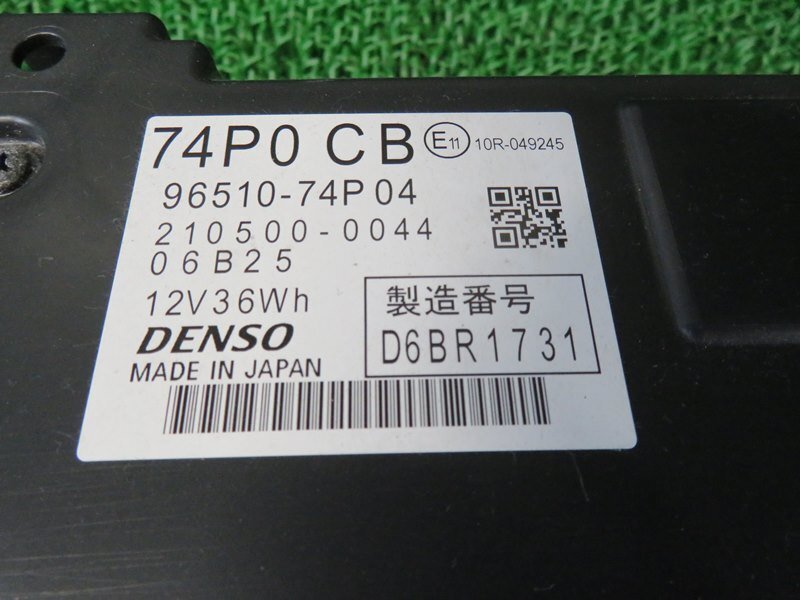 74P0 CB E11 10R-049245
96510-74P04
210500-0044
06B25
12V36Wh
製造番号
DENSO
D6BR1731
MADE IN JAPAN